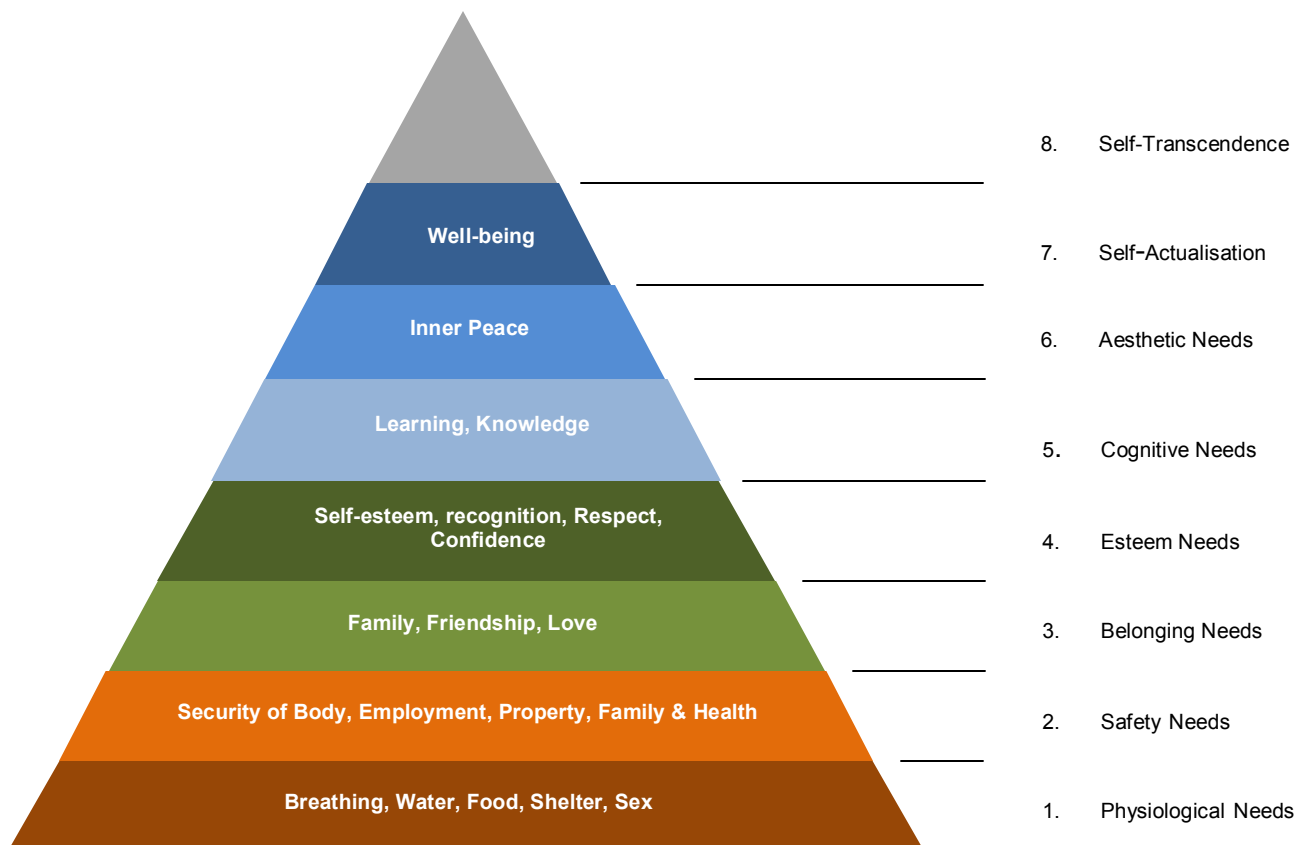 8. Self-Transcendence
Well-being
7. Self-Actualisation
Inner Peace
6. Aesthetic Needs
Learning, Knowledge
5. Cognitive Needs
Self-esteem, recognition, Respect,
Confidence
4. Esteem Needs
Family, Friendship, Love
3. Belonging Needs
Security of Body, Employment, Property, Family & Health
2. Safety Needs
Breathing, Water, Food, Shelter, Sex
1. Physiological Needs